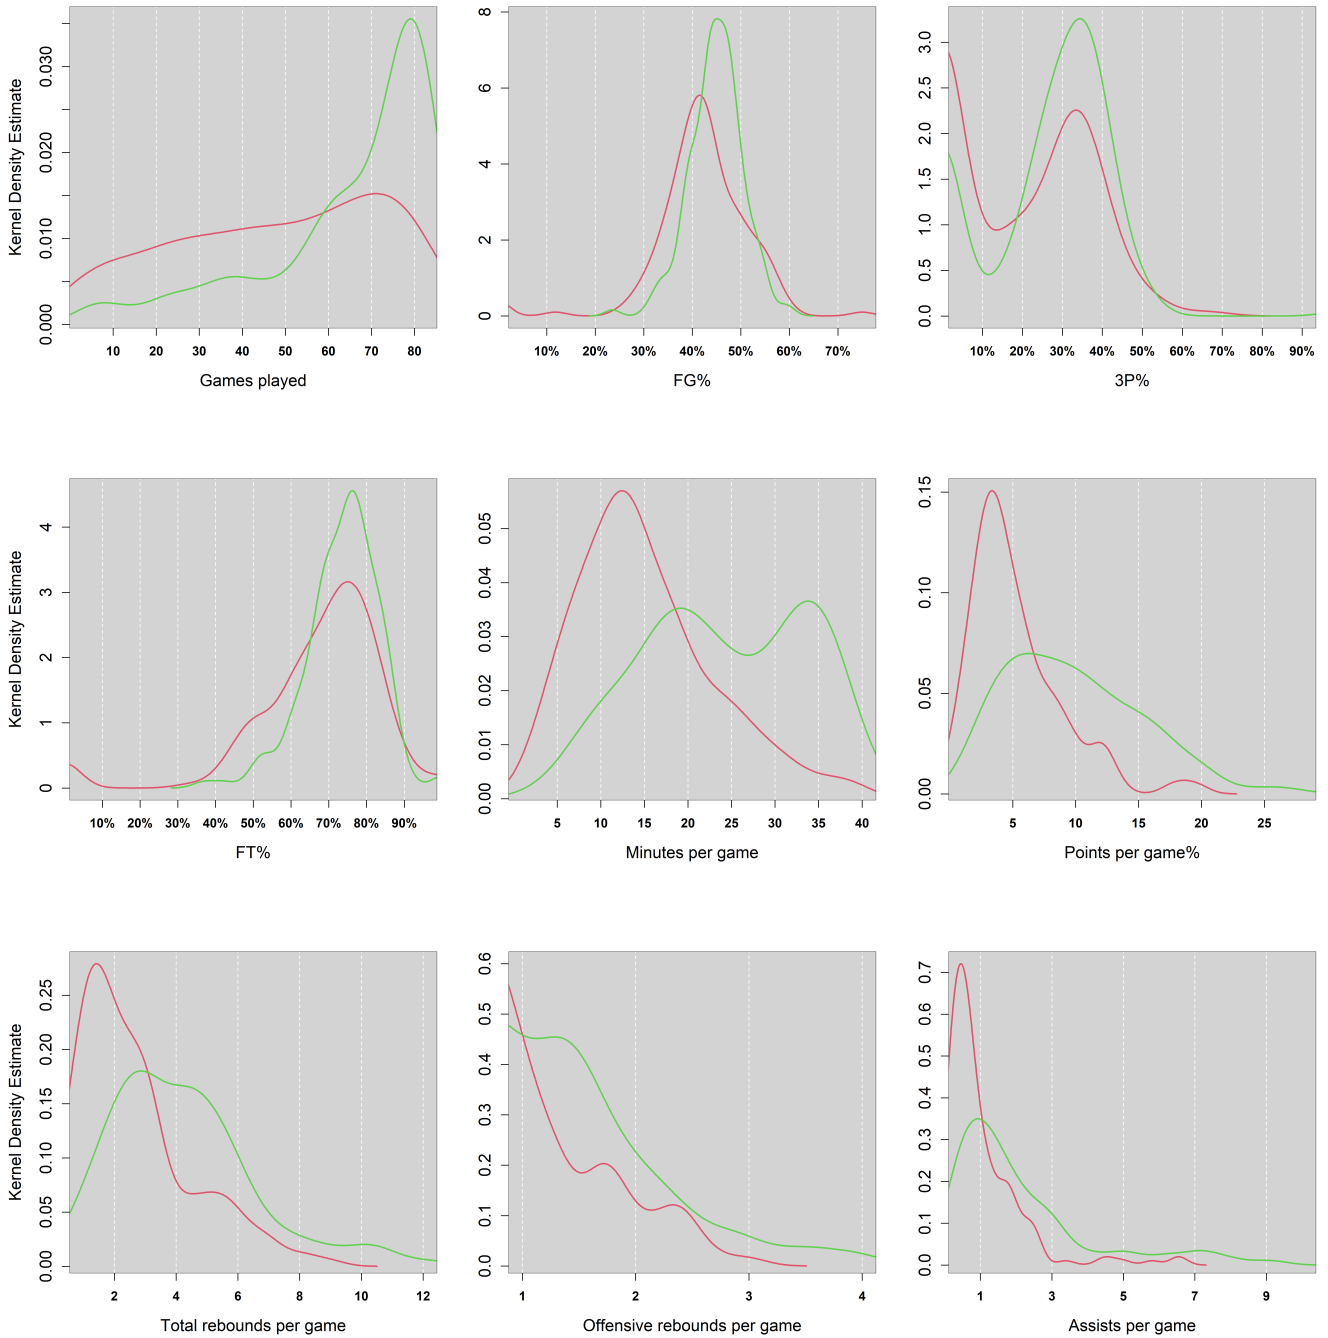 Kernel Density Estimate
0.000 0.010 0.020 0.030
10 20 30 40 50 60 70 80
Games played
0 2 4 6 8
10% 20% 30% 40% 50% 60% 70%
FG%
0.0 0.5 1.0 1.5 2.0 2.5 3.0
10% 20% 30% 40% 50% 60% 70% 80% 90%
3P%
Kernel Density Estimate
0 1 2 3 4
10% 20% 30% 40% 50% 60% 70% 80% 90%
FT%
0.00 0.01 0.02 0.03 0.04 0.05
5 10 15 20 25 30 35 40
Minutes per game
0.00 0.05 0.10 0.15
5 10 15 20 25
Points per game%
Kernel Density Estimate
0.00 0.05 0.10 0.15 0.20 0.25
2 4 6 8 10 12
Total rebounds per game
0.0 0.1 0.2 0.3 0.4 0.5 0.6
1 2 3 4
Offensive rebounds per game
0.0 0.1 0.2 0.3 0.4 0.5 0.6 0.7
1 3 5 7 9
Assists per game